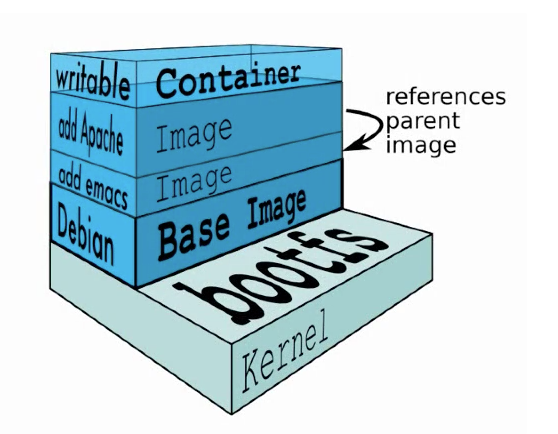 writable Container
add Apache Image
add emacs Image
Debian Base Image
references
parent
image
bootfs
Kernel